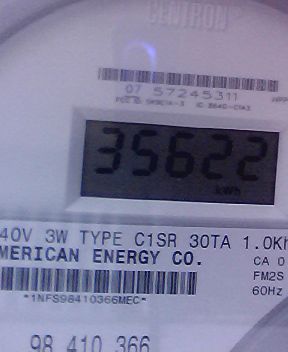 CENTRON
07 57245311
35622
kWh
40V 3W TYPE C1SR 30TA 1.0Kh
MERICAN ENERGY CO.
CA 0
FM2S
60Hz
*1NFS98410366MEC*
98 410 366